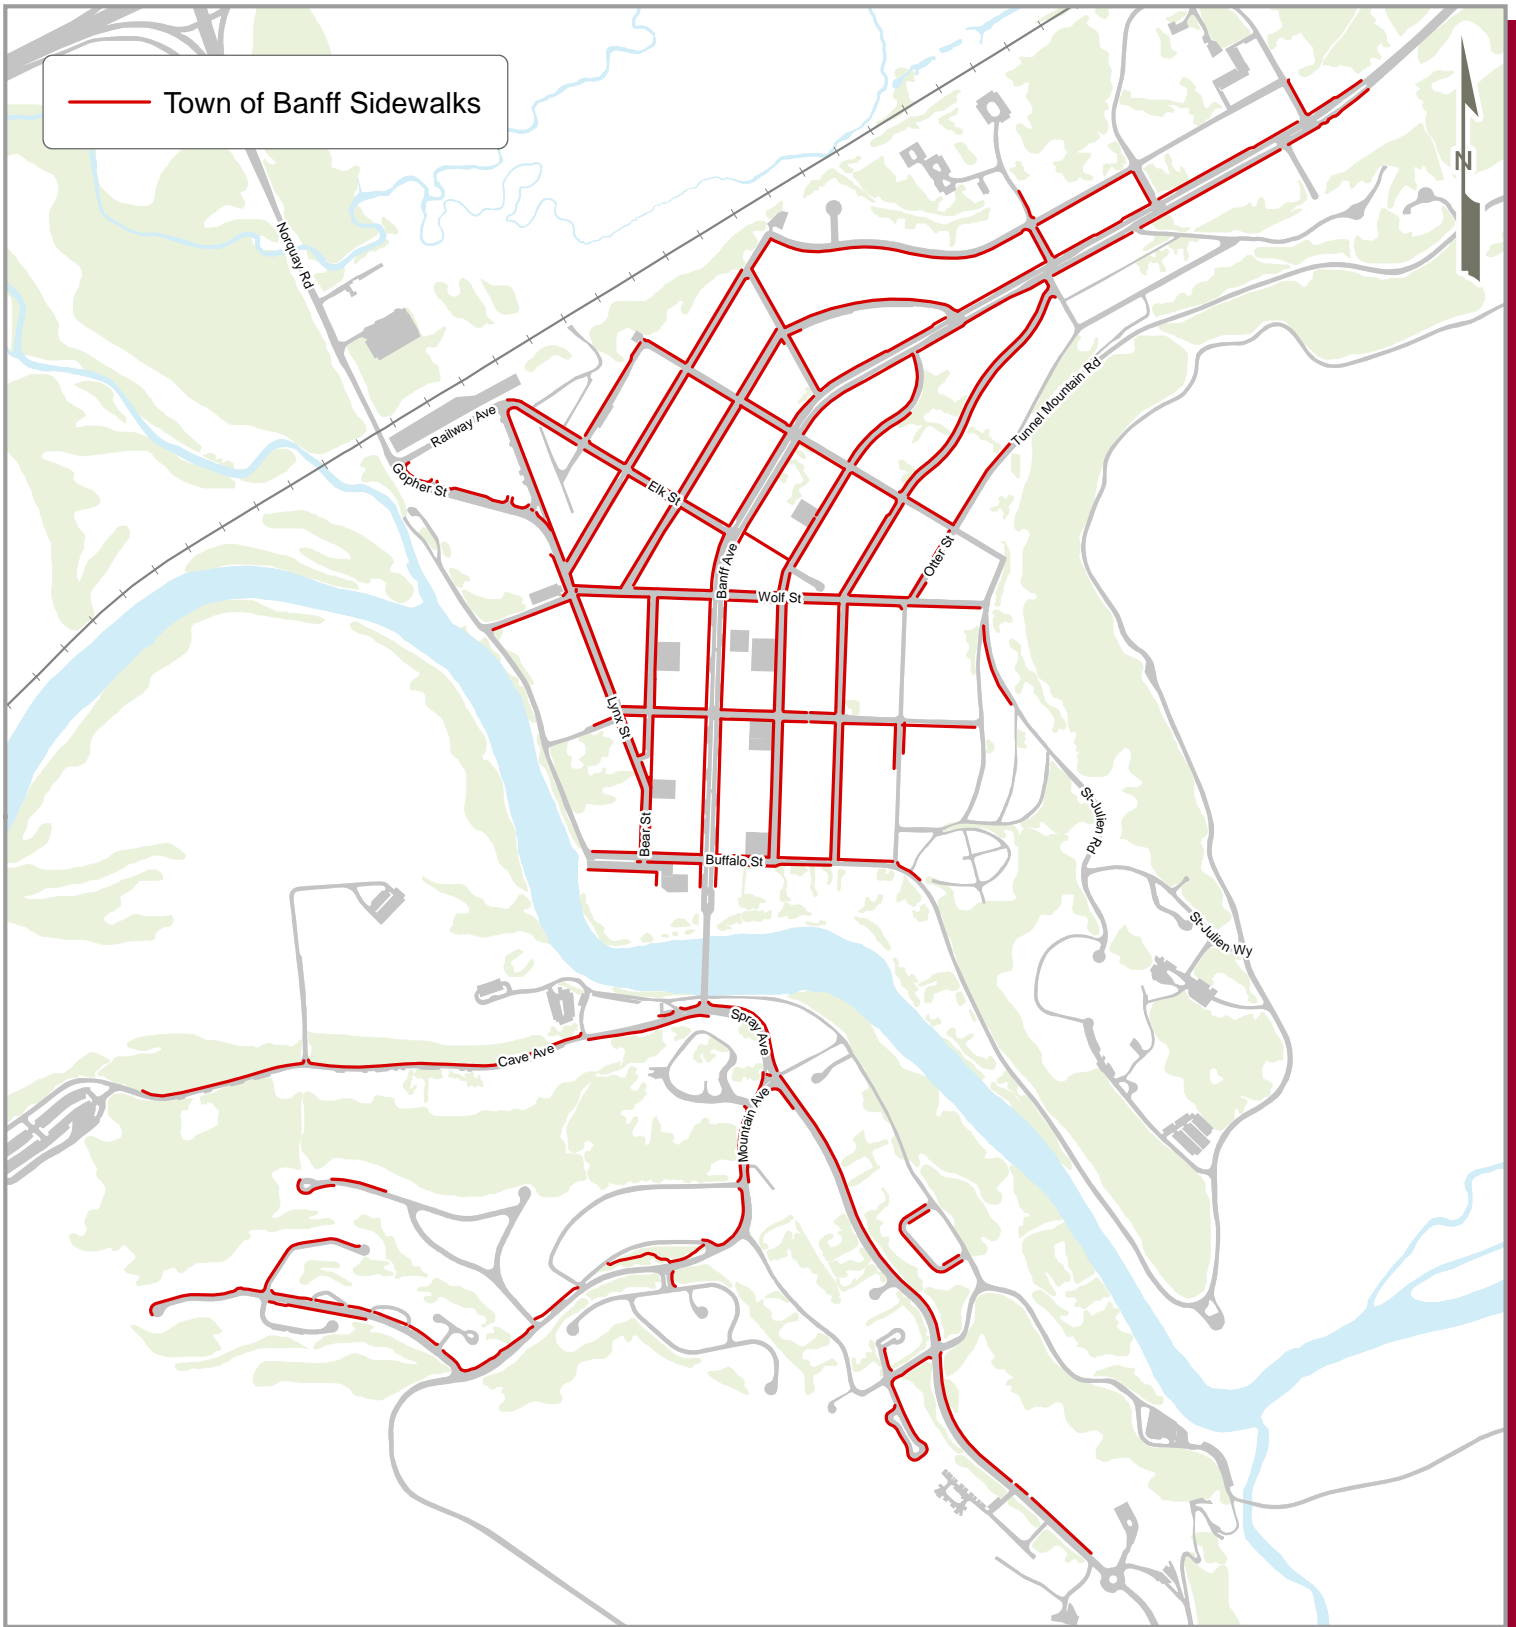 Town of Banff Sidewalks
N
Norquay Rd
Railway Ave
Gopher St
Elk St
Tunnel Mountain Rd
Otter St
Banff Ave
Wolf St
Lynx St
Bear St
Buffalo St
St-Julien Rd
St-Julien Wy
Spray Ave
Cave Ave
Mountain Ave